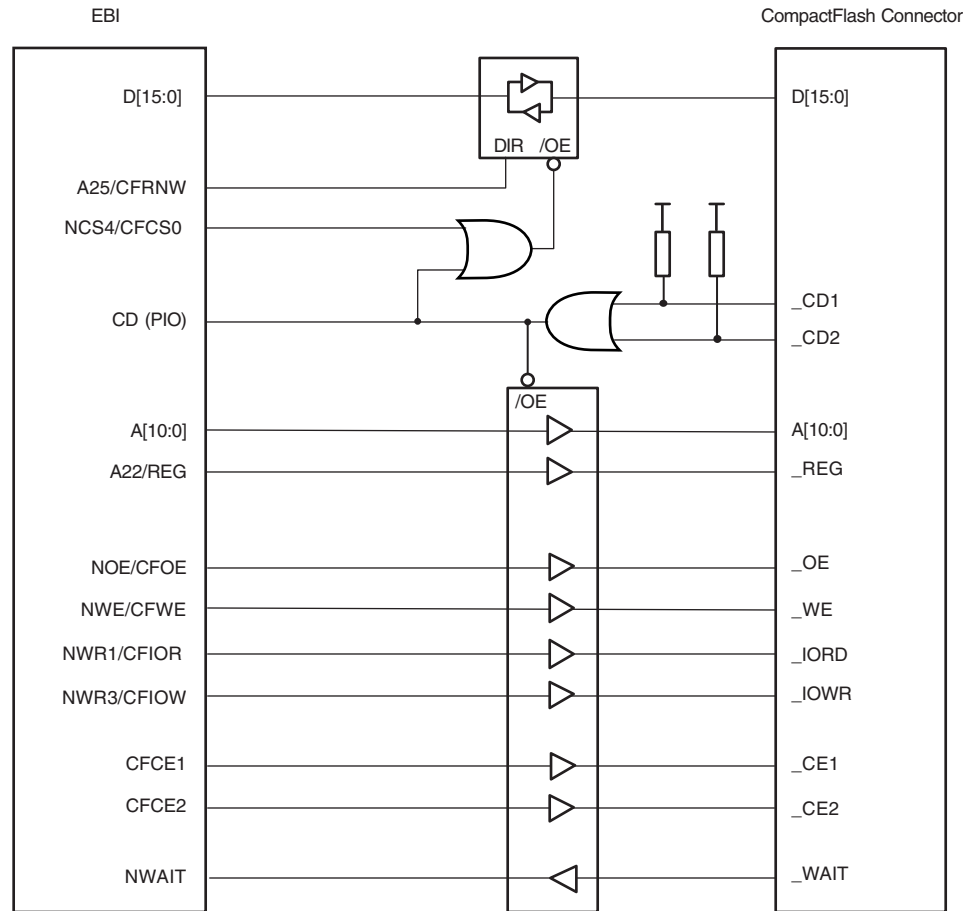 EBI
CompactFlash Connector
D[15:0]
D[15:0]
DIR /OE
A25/CFRNW
NCS4/CFCS0
_CD1
CD (PIO)
_CD2
/OE
A[10:0]
A[10:0]
A22/REG
_REG
NOE/CFOE
_OE
NWE/CFWE
_WE
NWR1/CFIOR
_IORD
NWR3/CFIOW
_IOWR
CFCE1
_CE1
CFCE2
_CE2
NWAIT
_WAIT